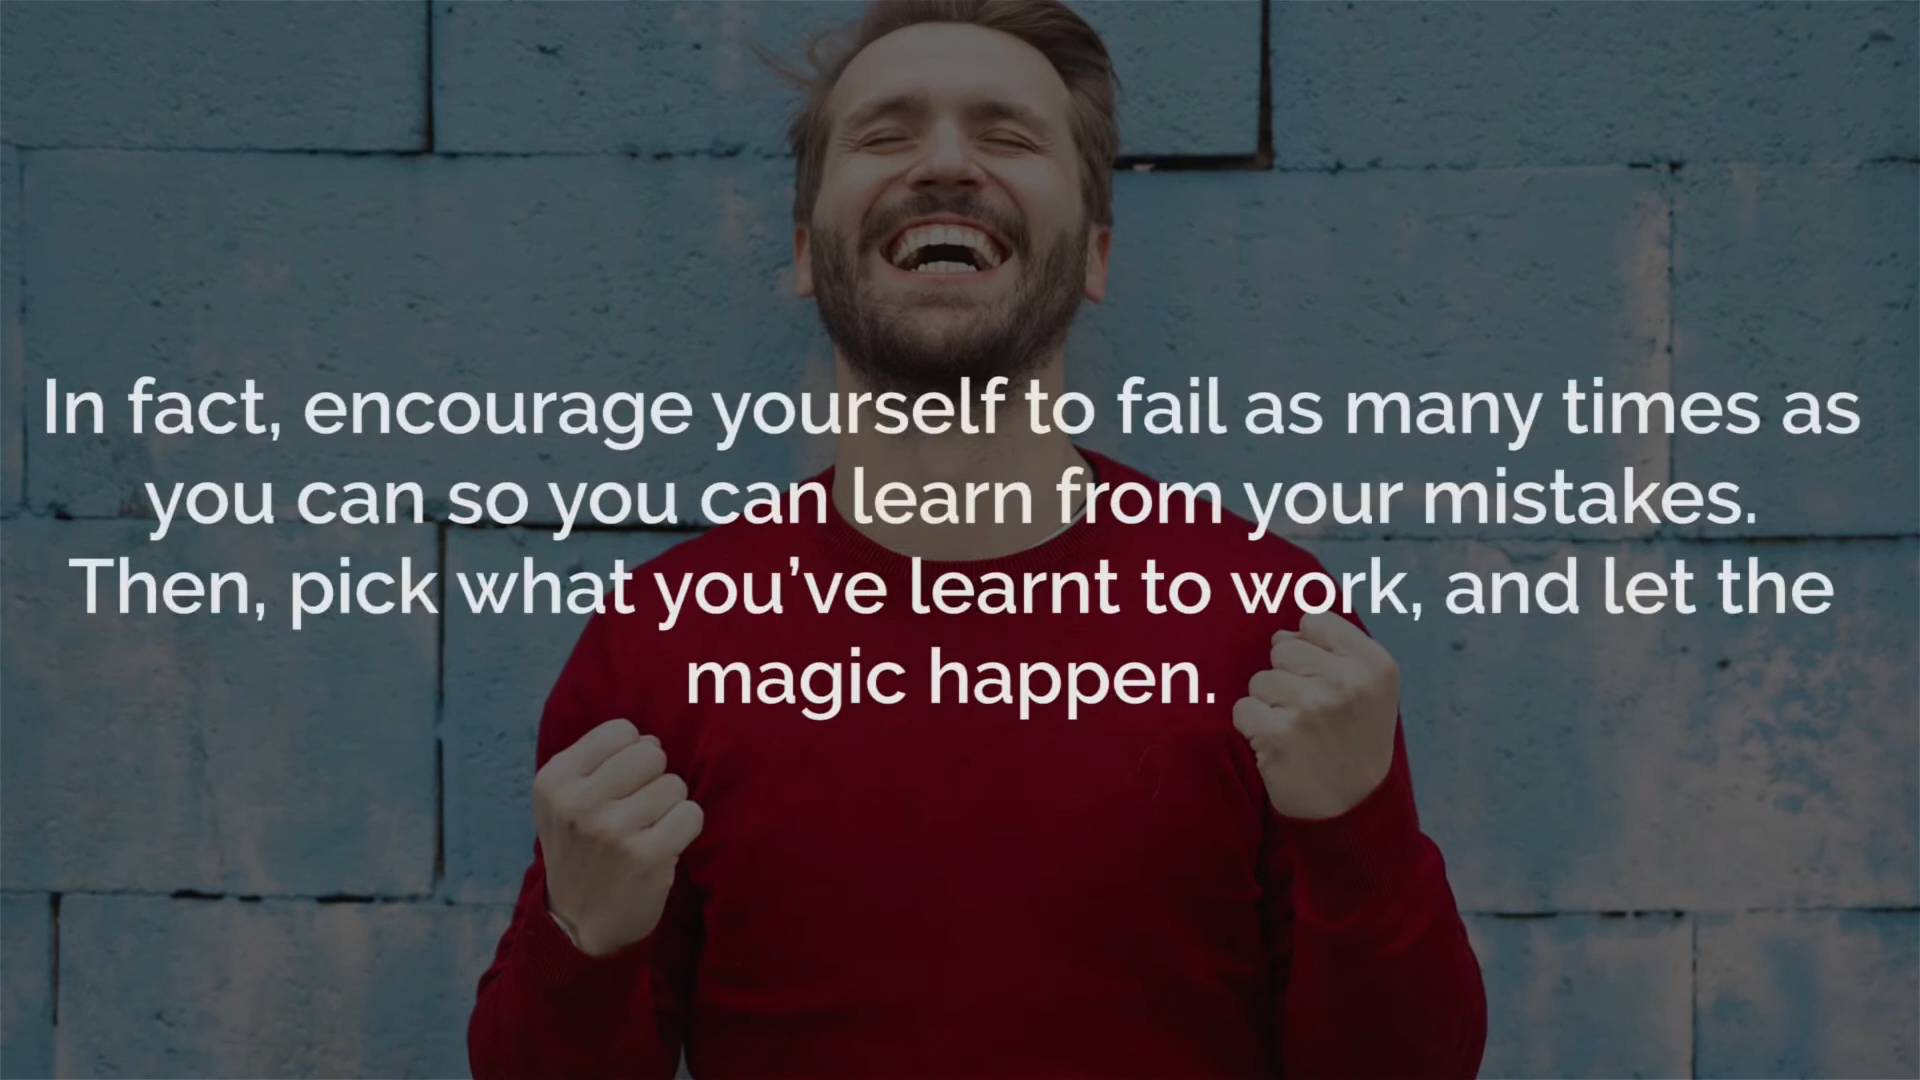 In fact, encourage yourself to fail as many times as
you can so you can learn from your mistakes.
Then, pick what you’ve learnt to work, and let the
magic happen.